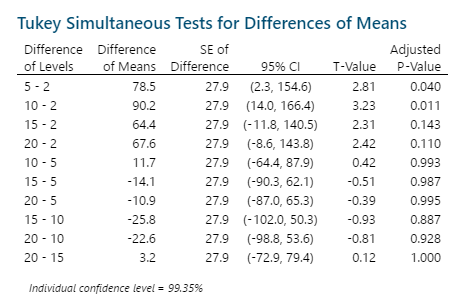 Tukey Simultaneous Tests for Differences of Means
Difference Difference SE of Adjusted
of Levels of Means Difference 95% CI T-Value P-Value
5 - 2 78.5 27.9 (2.3, 154.6) 2.81 0.040
10 - 2 90.2 27.9 (14.0, 166.4) 3.23 0.011
15 - 2 64.4 27.9 (-11.8, 140.5) 2.31 0.143
20 - 2 67.6 27.9 (-8.6, 143.8) 2.42 0.110
10 - 5 11.7 27.9 (-64.4, 87.9) 0.42 0.993
15 - 5 -14.1 27.9 (-90.3, 62.1) -0.51 0.987
20 - 5 -10.9 27.9 (-87.0, 65.3) -0.39 0.995
15 - 10 -25.8 27.9 (-102.0, 50.3) -0.93 0.887
20 - 10 -22.6 27.9 (-98.8, 53.6) -0.81 0.928
20 - 15 3.2 27.9 (-72.9, 79.4) 0.12 1.000
Individual confidence level = 99.35%